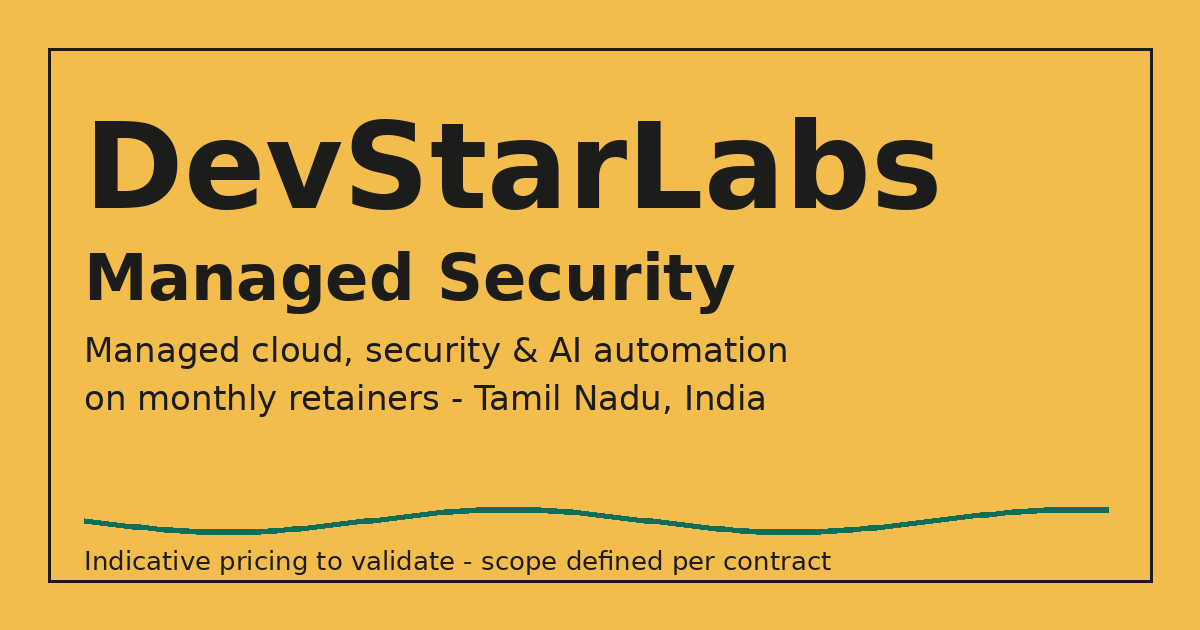 DevStarLabs
Managed Security
Managed cloud, security & AI automation
on monthly retainers - Tamil Nadu, India
Indicative pricing to validate - scope defined per contract